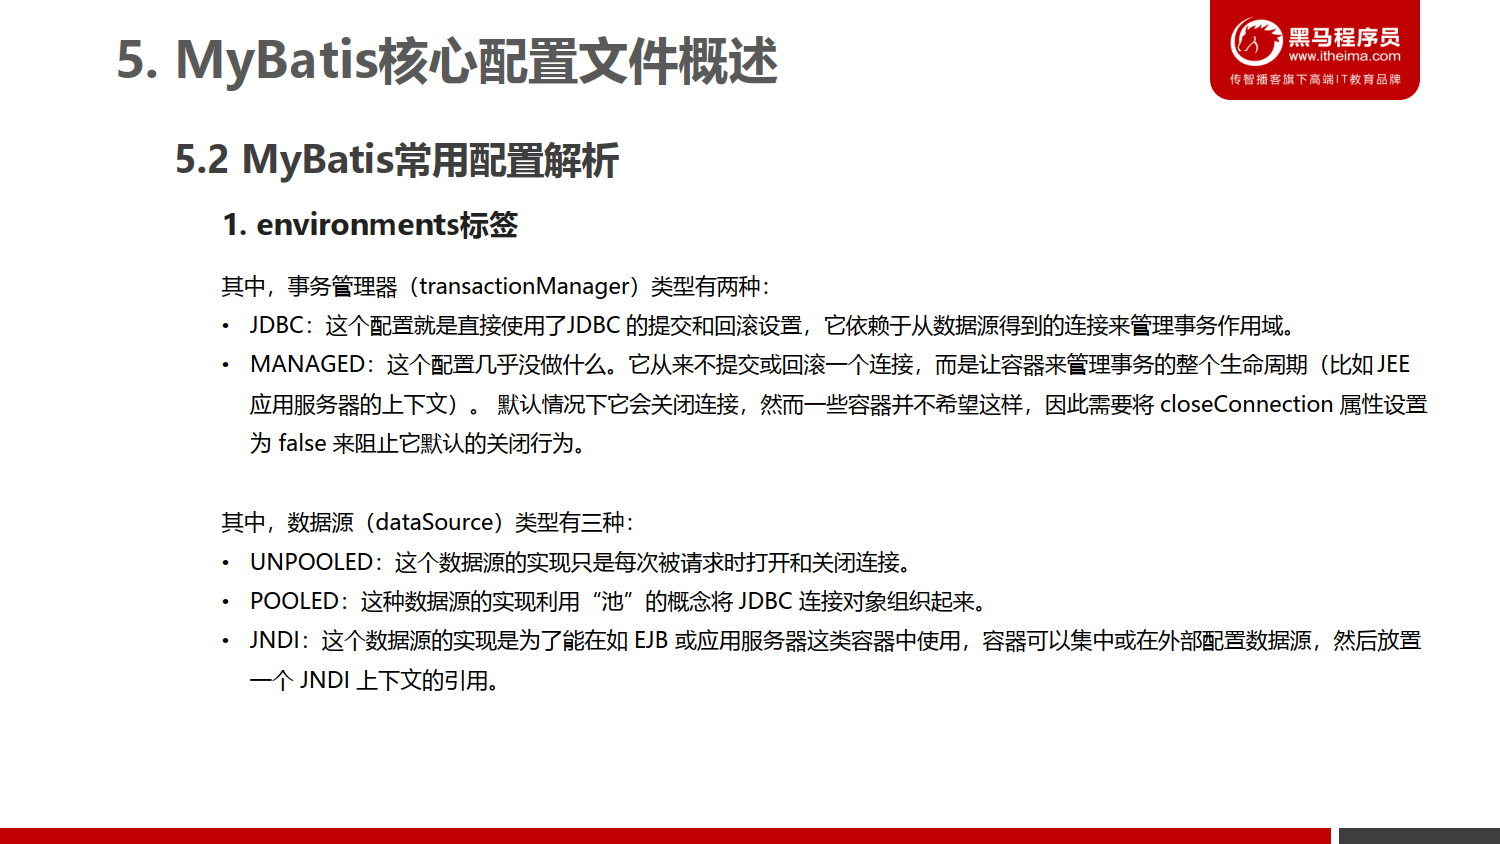 5. MyBatis核心配置文件概述
黑马程序员
www.itheima.com
传智播客旗下高端IT教育品牌
5.2 MyBatis常用配置解析
1. environments标签
其中，事务管理器（transactionManager）类型有两种：
• JDBC：这个配置就是直接使用了JDBC 的提交和回滚设置，它依赖于从数据源得到的连接来管理事务作用域。
• MANAGED：这个配置几乎没做什么。它从来不提交或回滚一个连接，而是让容器来管理事务的整个生命周期（比如 JEE
应用服务器的上下文）。 默认情况下它会关闭连接，然而一些容器并不希望这样，因此需要将 closeConnection 属性设置
为 false 来阻止它默认的关闭行为。
其中，数据源（dataSource）类型有三种：
• UNPOOLED：这个数据源的实现只是每次被请求时打开和关闭连接。
• POOLED：这种数据源的实现利用“池”的概念将 JDBC 连接对象组织起来。
• JNDI：这个数据源的实现是为了能在如 EJB 或应用服务器这类容器中使用，容器可以集中或在外部配置数据源，然后放置
一个 JNDI 上下文的引用。